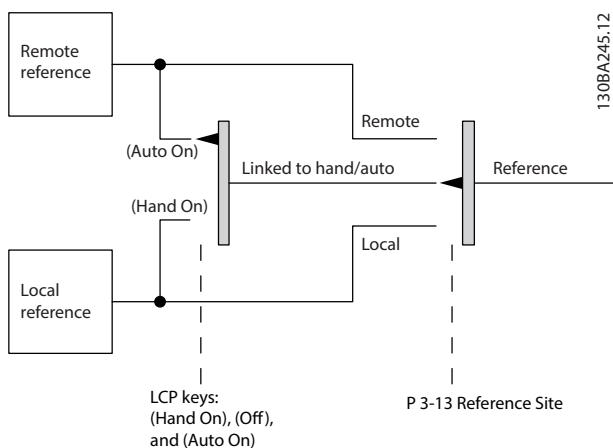 Remote
reference
130BA245.12
Remote
(Auto On)
Linked to hand/auto
Reference
(Hand On)
Local
Local
reference
LCP keys:
(Hand On), (Off),
and (Auto On)
P 3-13 Reference Site